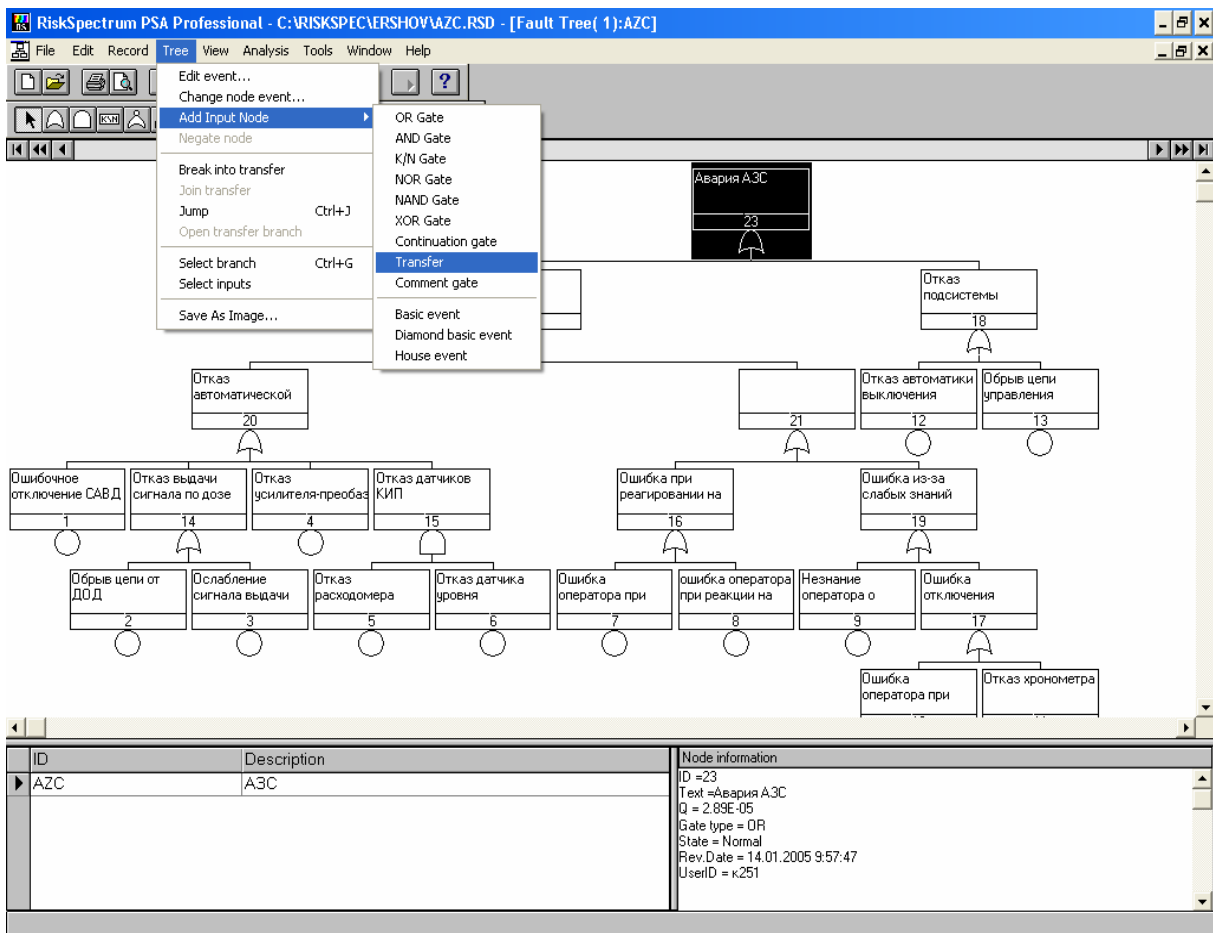 RiskSpectrum PSA Professional - C:\RISKSPEC\ERSHOV\AZC.RSD - [Fault Tree( 1):AZC]
File Edit Record Tree View Analysis Tools Window Help
Edit event...
Change node event...
Add Input Node
Negate node
Break into transfer
Join transfer
Jump Ctrl+J
Open transfer branch
Select branch Ctrl+G
Select inputs
Save As Image...
OR Gate
AND Gate
K/N Gate
NOR Gate
NAND Gate
XOR Gate
Continuation gate
Transfer
Comment gate
Basic event
Diamond basic event
House event
K\N
Авария АЗС
23
Отказ
подсистемы
18
Отказ
автоматической
20
21
Отказ автоматики
выключения
12
Обрыв цепи
управления
13
Ошибочное
отключение САВД
1
Отказ выдачи
сигнала по дозе
14
Отказ
усилителя-преобаз
4
Отказ датчиков
КИП
15
Ошибка при
реагировании на
16
Ошибка из-за
слабых знаний
19
Обрыв цепи от
ДОД
2
Ослабление
сигнала выдачи
3
Отказ
расходомера
5
Отказ датчика
уровня
6
Ошибка
оператора при
7
ошибка оператора
при реакции на
8
Незнание
оператора о
9
Ошибка
отключения
17
Ошибка
оператора при
Отказ хронометра
ID Description
AZC АЗС
Node information
ID =23
Text =Авария АЗС
Q = 2.89E-05
Gate type = OR
State = Normal
Rev.Date = 14.01.2005 9:57:47
UserID = к251